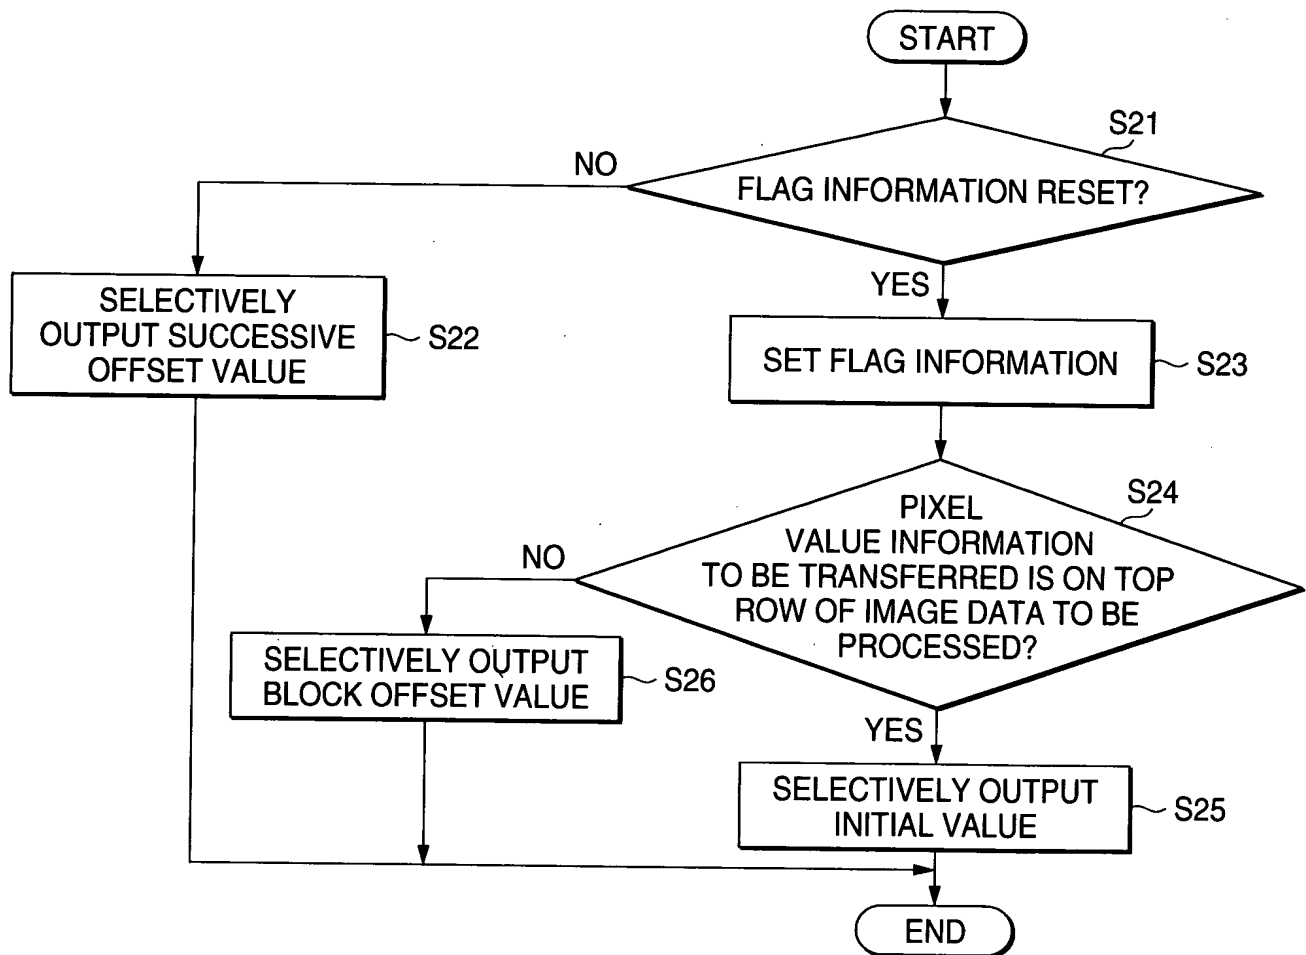 START
S21
NO
FLAG INFORMATION RESET?
YES
SELECTIVELY
OUTPUT SUCCESSIVE
OFFSET VALUE
S22
SET FLAG INFORMATION
S23
S24
PIXEL
VALUE INFORMATION
TO BE TRANSFERRED IS ON TOP
ROW OF IMAGE DATA TO BE
PROCESSED?
NO
SELECTIVELY OUTPUT
BLOCK OFFSET VALUE
S26
YES
SELECTIVELY OUTPUT
INITIAL VALUE
S25
END